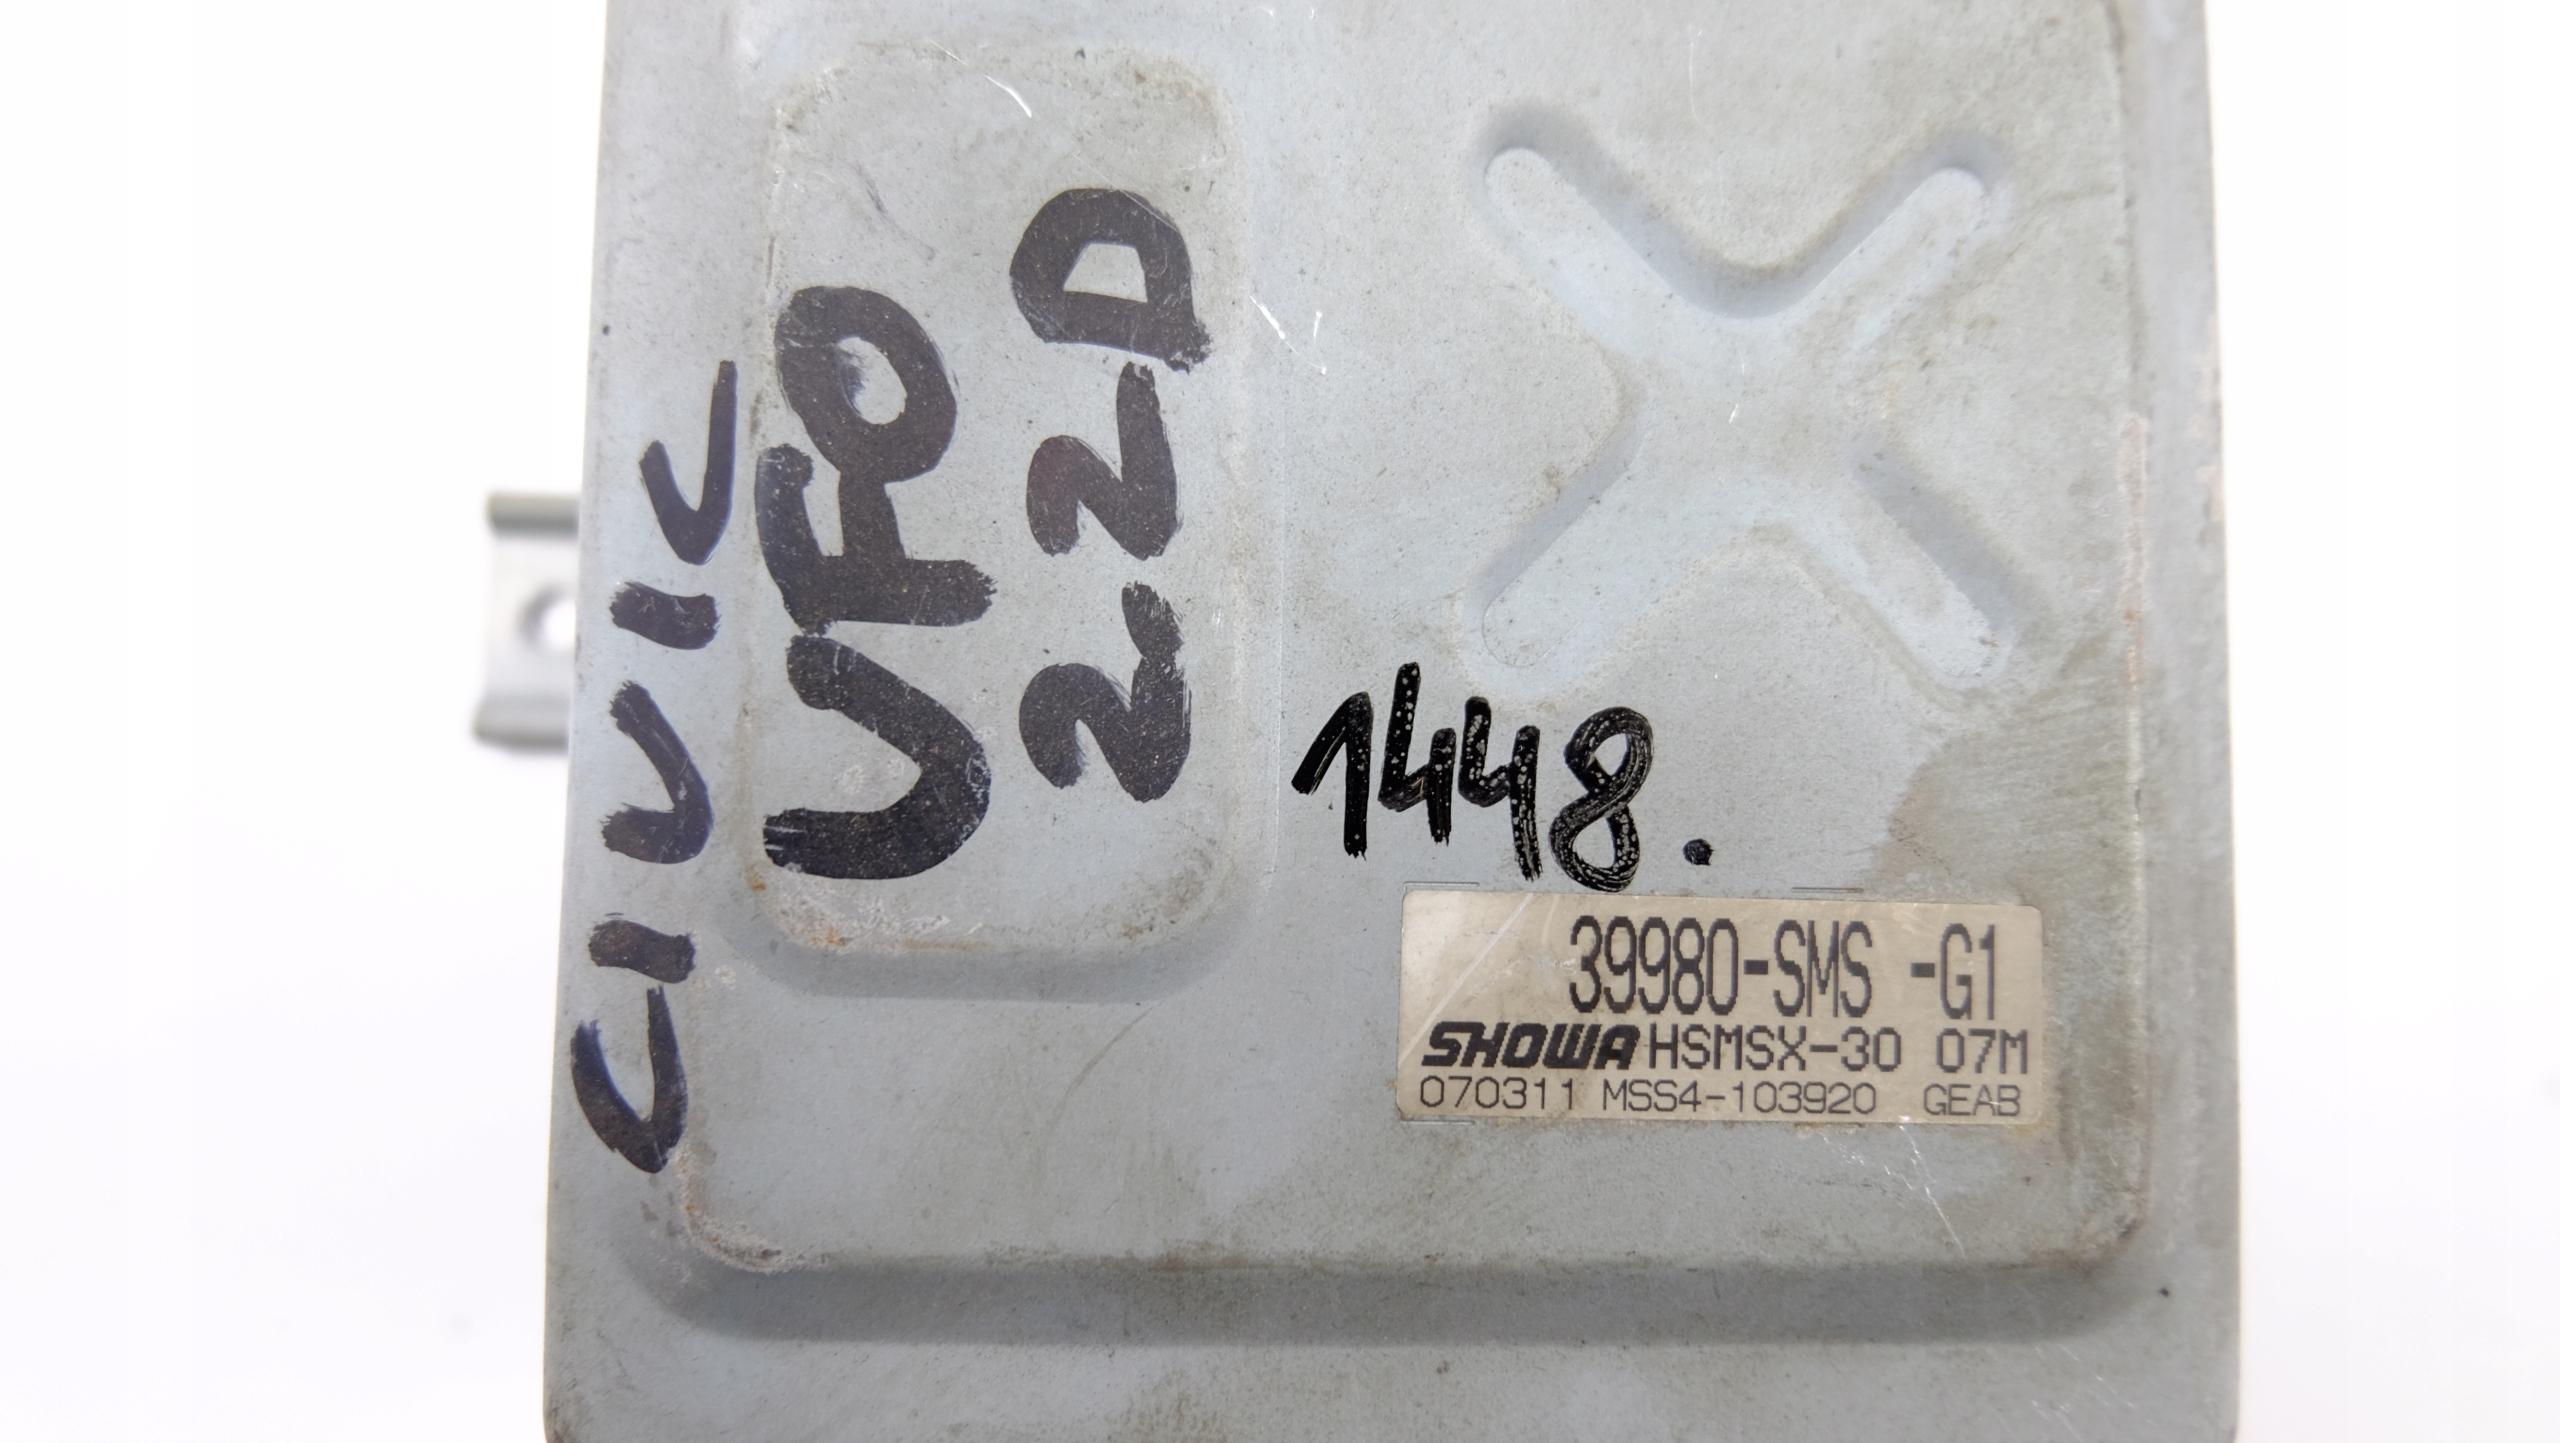 CIVIC
UFO
2.2D
1448.
39980-SMS -G1
SHOWA HSMSX-30 07M
070311 MSS4-103920 GEAB